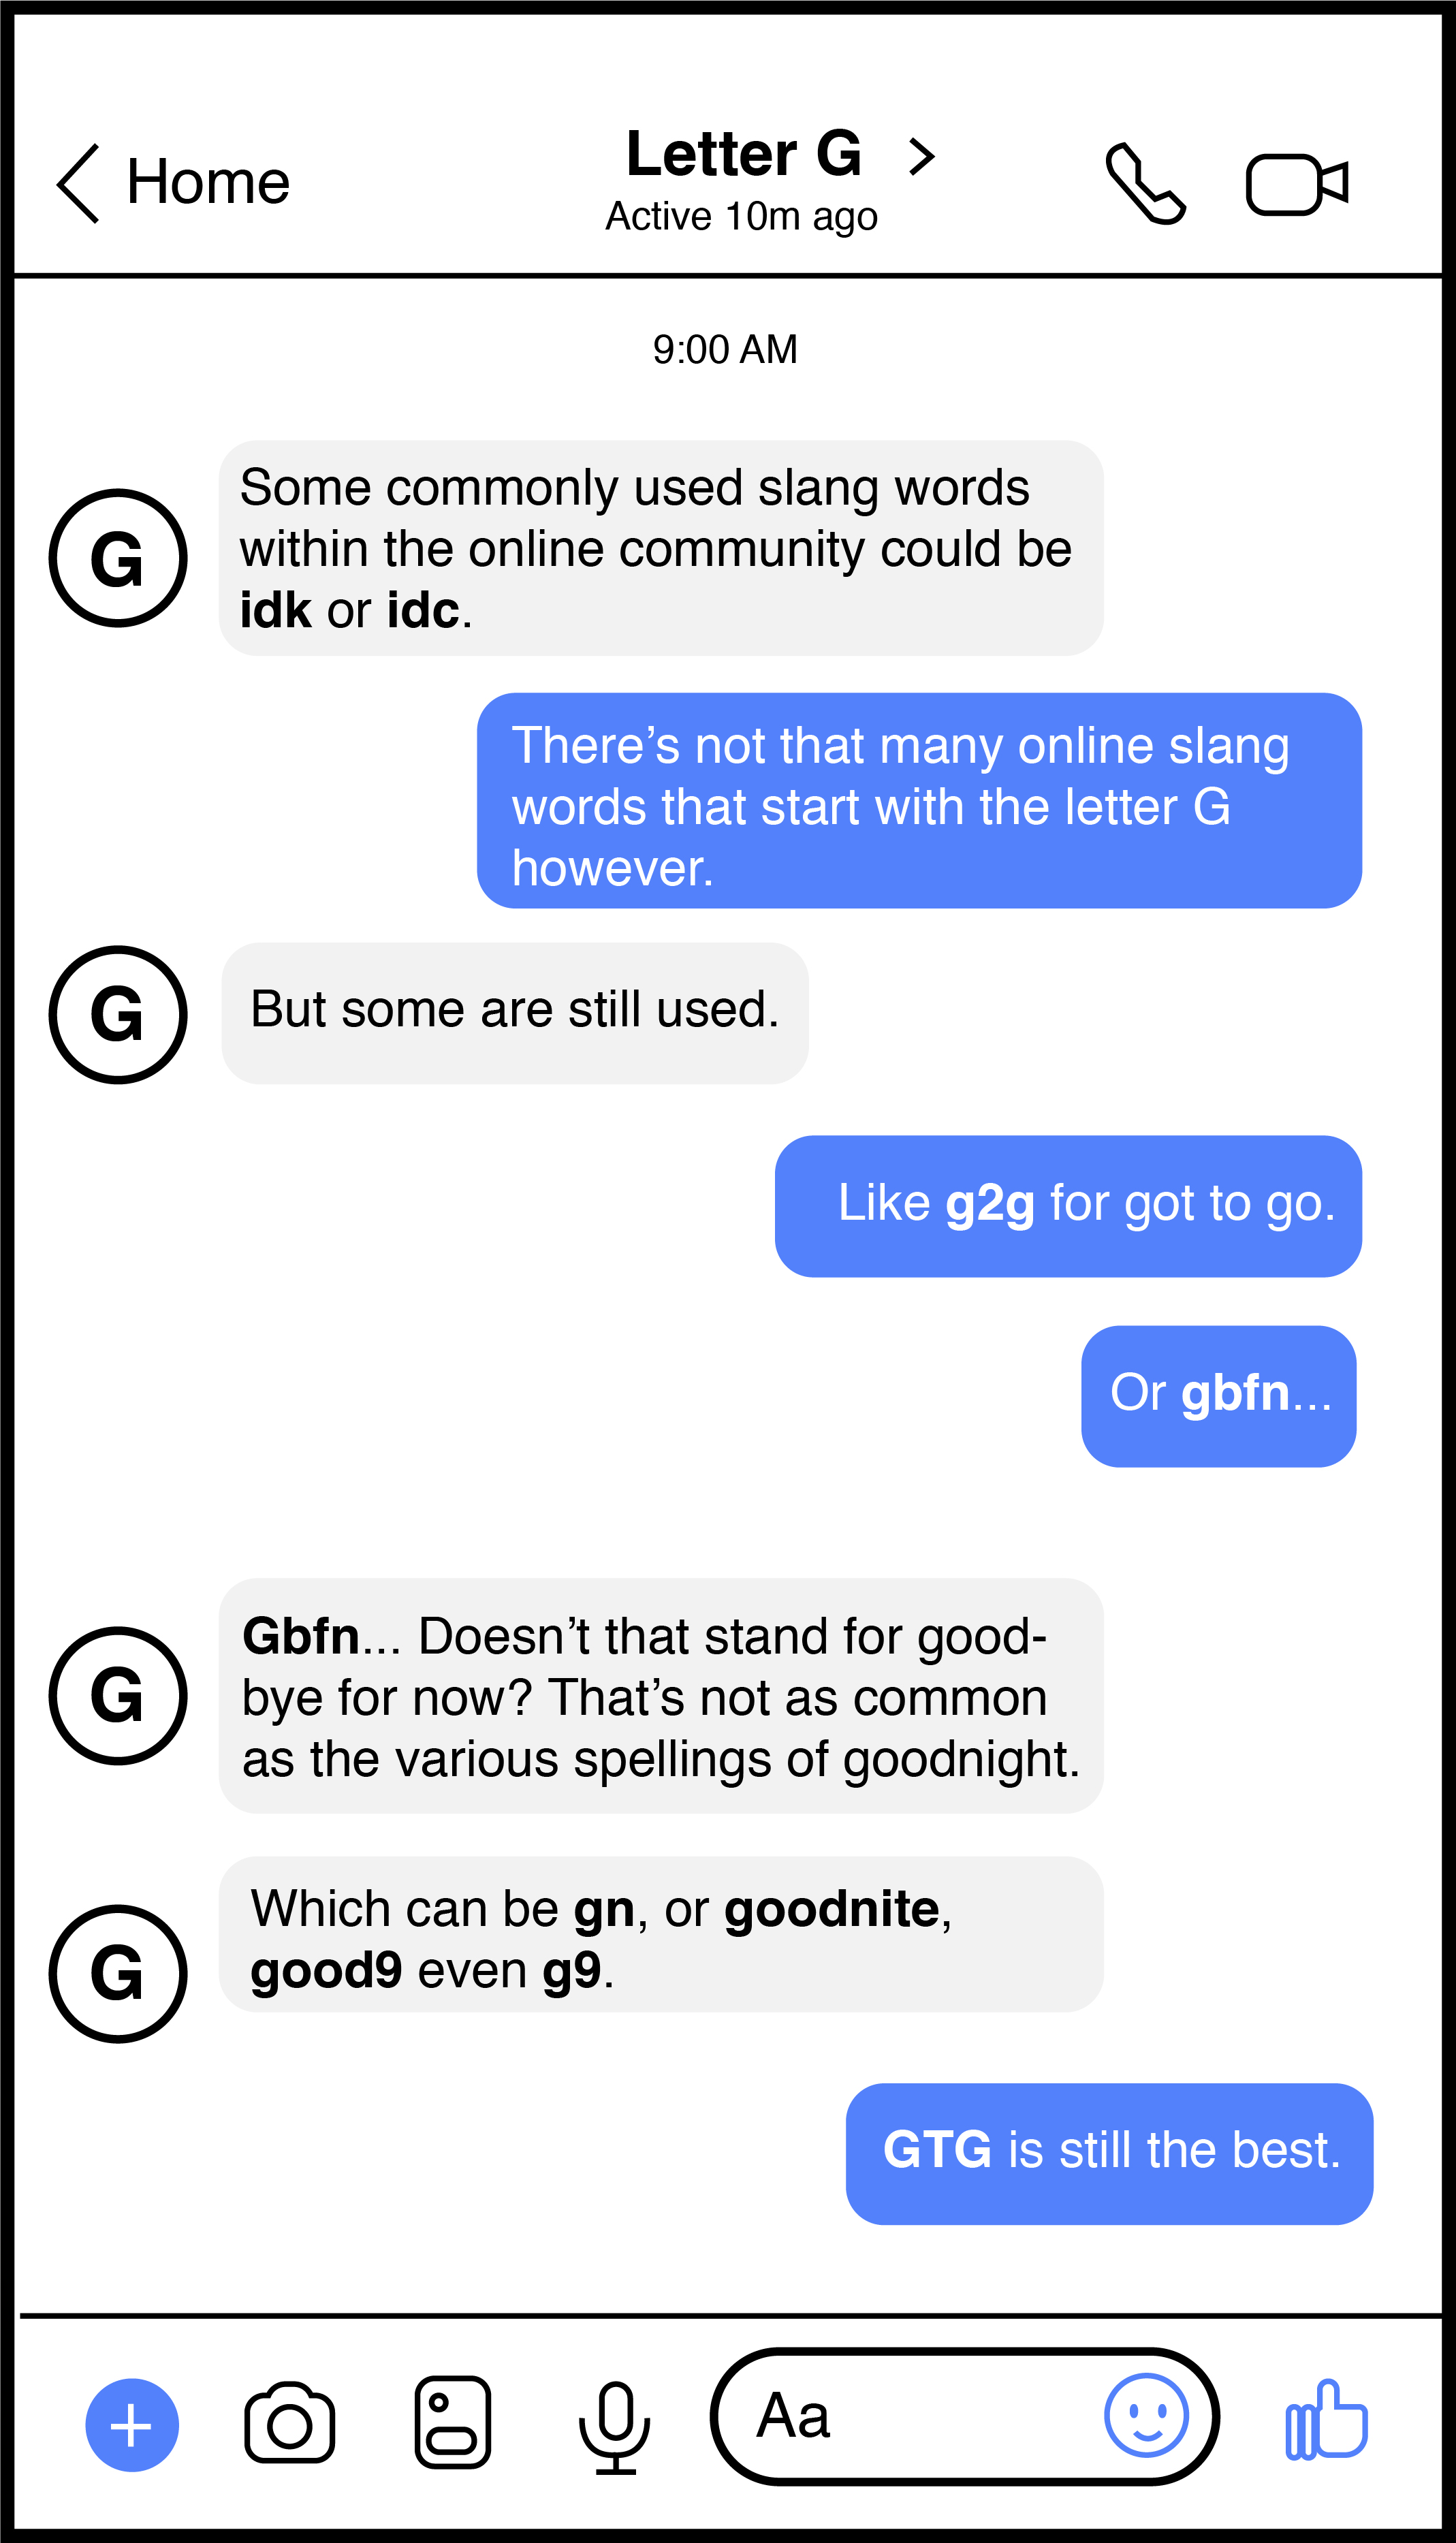 Home
Letter G
Active 10m ago
9:00 AM
G
Some commonly used slang words
within the online community could be
idk or idc.
There’s not that many online slang
words that start with the letter G
however.
G
But some are still used.
Like g2g for got to go.
Or gbfn...
G
Gbfn... Doesn’t that stand for good-
bye for now? That’s not as common
as the various spellings of goodnight.
G
Which can be gn, or goodnite,
good9 even g9.
GTG is still the best.
Aa